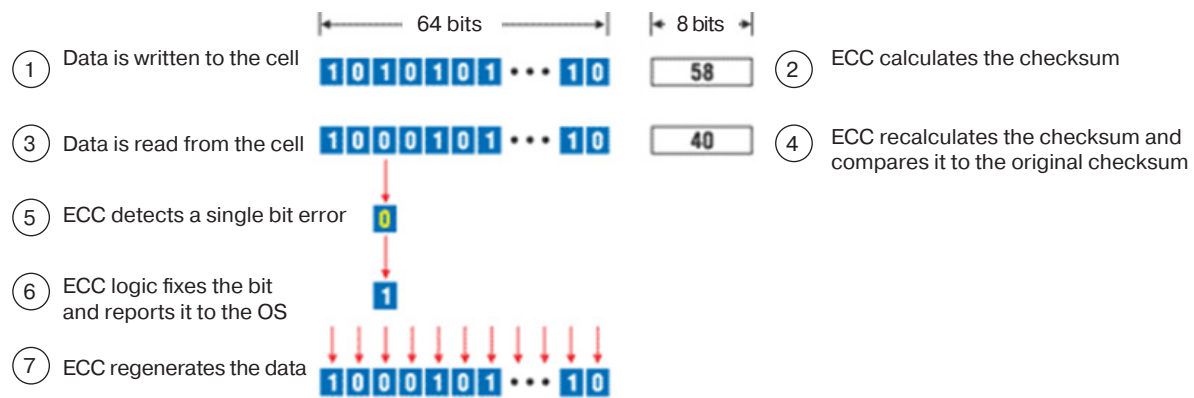 64 bits 8 bits
1 Data is written to the cell 1 0 1 0 1 0 1 ••• 1 0 58 2 ECC calculates the checksum
3 Data is read from the cell 1 0 0 0 1 0 1 ••• 1 0 40 4 ECC recalculates the checksum and
compares it to the original checksum
5 ECC detects a single bit error 0
6 ECC logic fixes the bit
and reports it to the OS 1
7 ECC regenerates the data 1 0 0 0 1 0 1 ••• 1 0